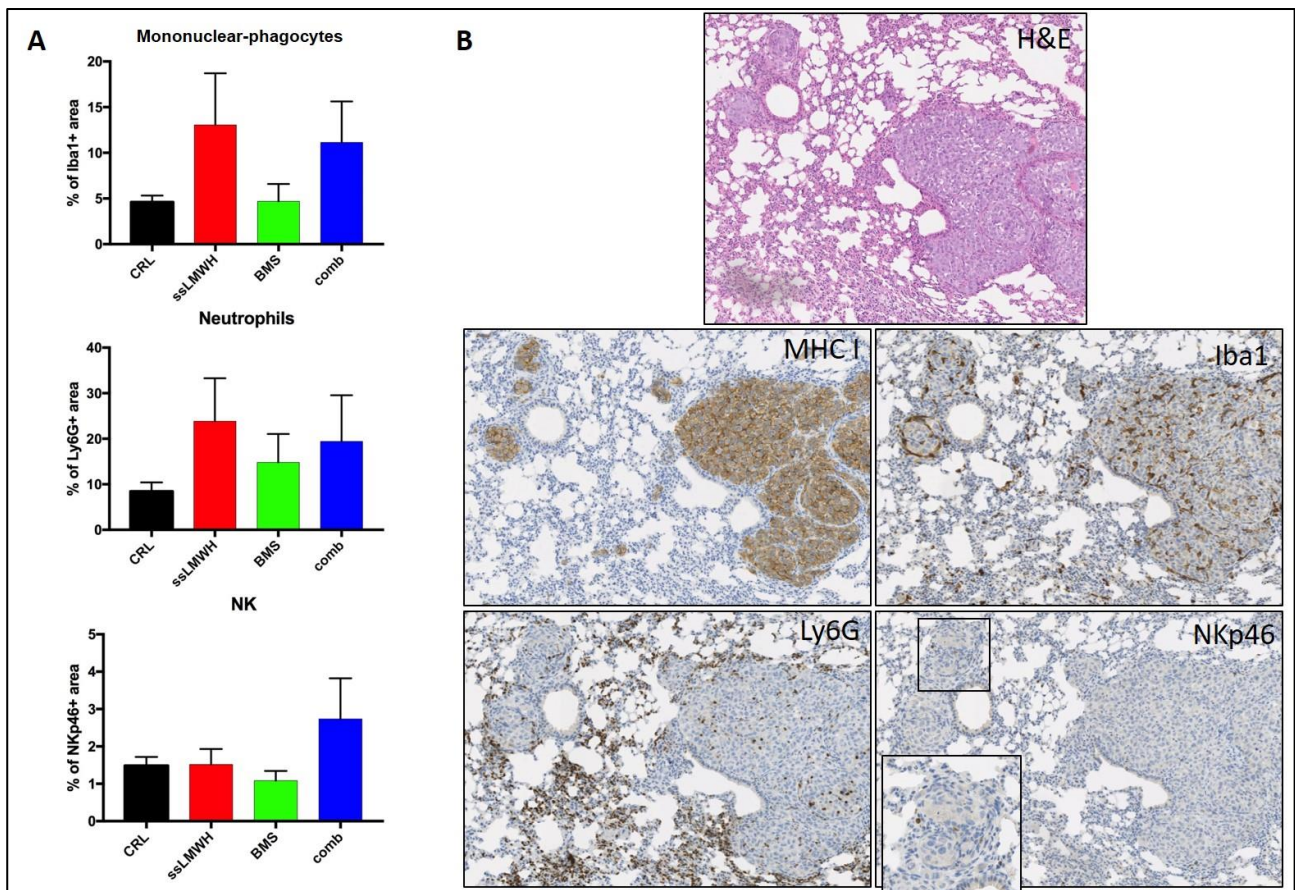 A
Mononuclear-phagocytes
% of Iba1+ area
20
15
10
5
0
CRL
ssLMWH
BMS
comb
Neutrophils
% of Ly6G+ area
40
30
20
10
0
CRL
ssLMWH
BMS
comb
NK
% of NKp46+ area
5
4
3
2
1
0
CRL
ssLMWH
BMS
comb
B
H&E
MHC I
Iba1
Ly6G
NKp46